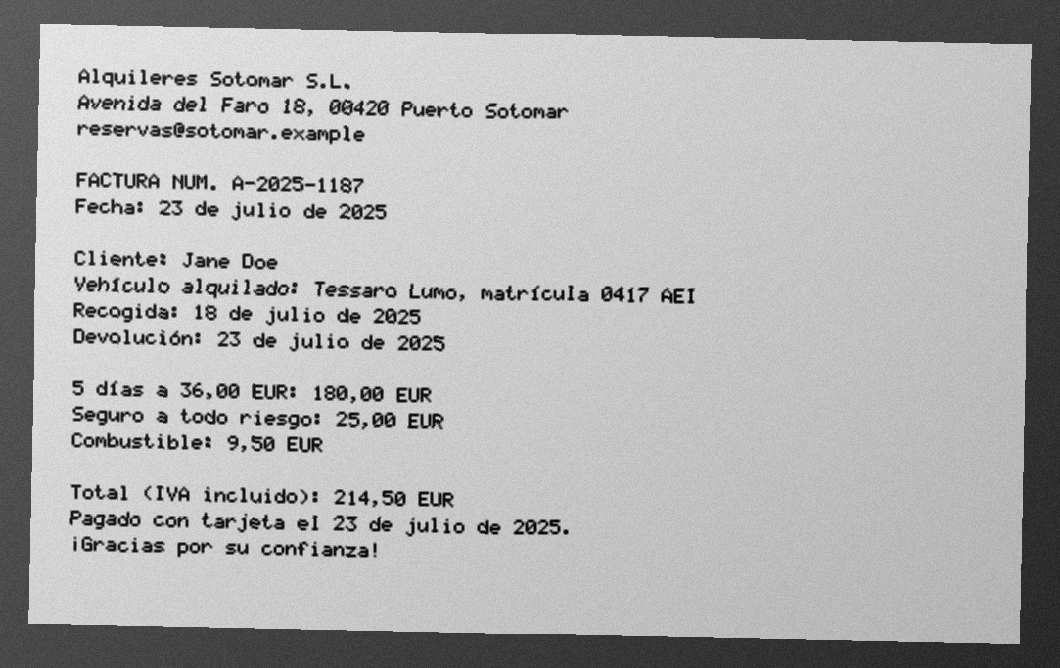 Alquileres Sotomar S.L.
Avenida del Faro 18, 00420 Puerto Sotomar
reservas@sotomar.example
FACTURA NUM. A-2025-1187
Fecha: 23 de julio de 2025
Cliente: Jane Doe
Vehículo alquilado: Tessaro Lumo, matrícula 0417 AEI
Recogida: 18 de julio de 2025
Devolución: 23 de julio de 2025
5 días a 36,00 EUR: 180,00 EUR
Seguro a todo riesgo: 25,00 EUR
Combustible: 9,50 EUR
Total (IVA incluido): 214,50 EUR
Pagado con tarjeta el 23 de julio de 2025.
¡Gracias por su confianza!